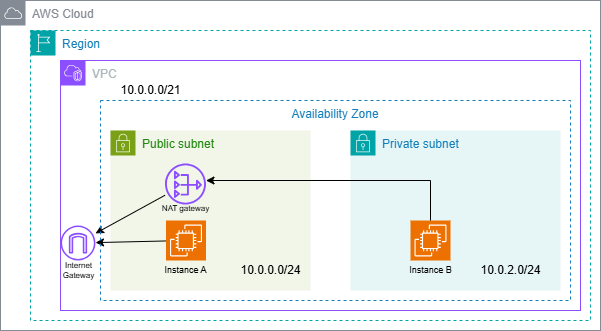 AWS Cloud
Region
VPC
10.0.0.0/21
Availability Zone
Public subnet
Private subnet
NAT gateway
Internet
Gateway
Instance A
10.0.0.0/24
Instance B
10.0.2.0/24